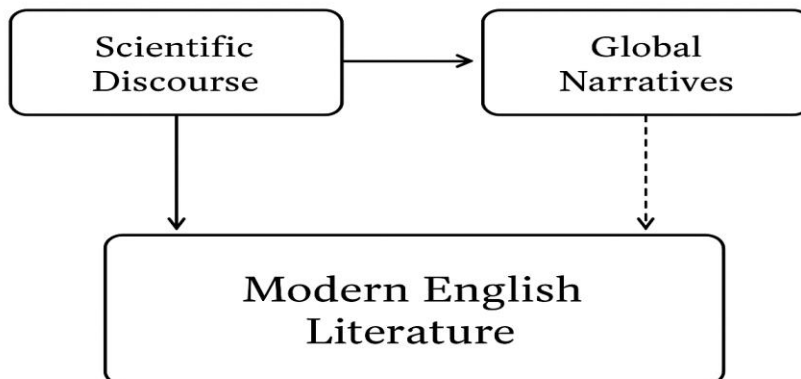 Scientific
Discourse
Global
Narratives
Modern English
Literature